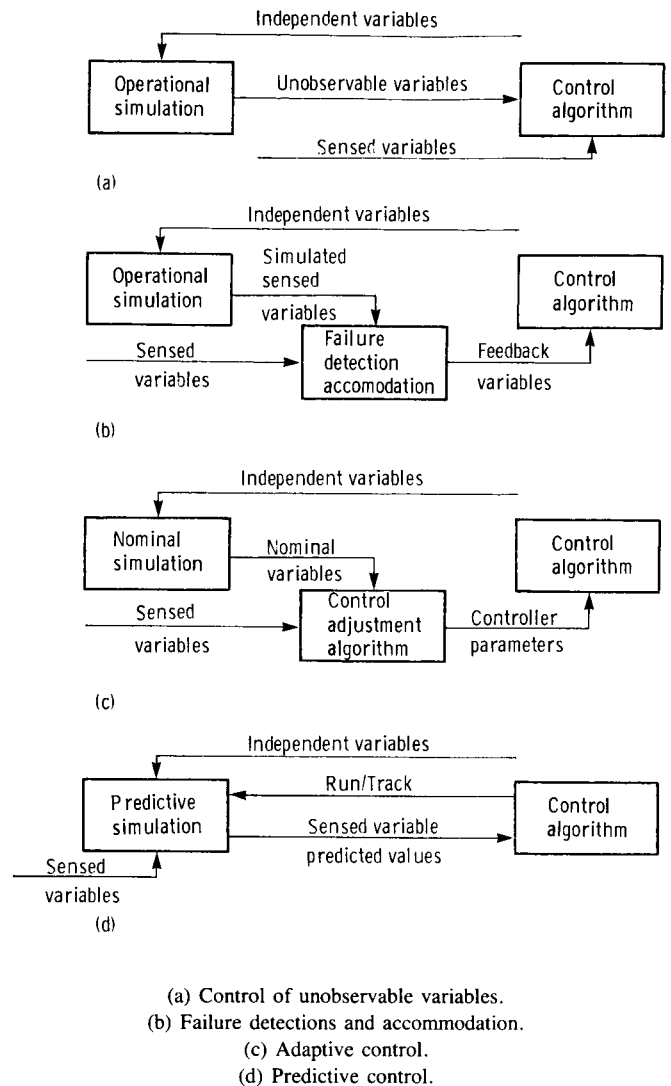 Independent variables
Operational
simulation
Unobservable variables
Control
algorithm
Sensed variables
(a)
Independent variables
Operational
simulation
Simulated
sensed
variables
Control
algorithm
Sensed
variables
Failure
detection
accomodation
Feedback
variables
(b)
Independent variables
Nominal
simulation
Nominal
variables
Control
algorithm
Sensed
variables
Control
adjustment
algorithm
Controller
parameters
(c)
Independent variables
Run/Track
Predictive
simulation
Control
algorithm
Sensed variable
predicted values
Sensed
variables
(d)
(a) Control of unobservable variables.
(b) Failure detections and accommodation.
(c) Adaptive control.
(d) Predictive control.